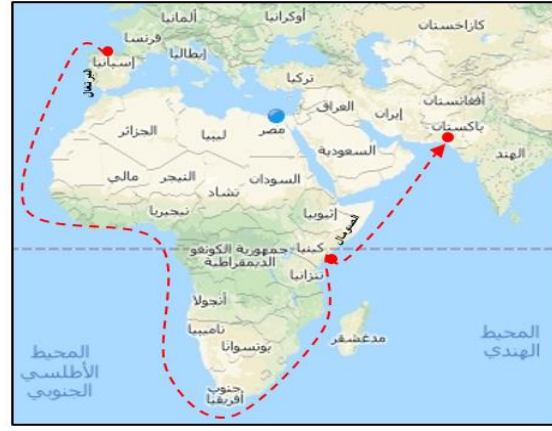 أوكرانيا
ألمانيا
كازاخستان
فرنسا
إيطاليا
إسبانيا
البرتغال
تركيا
أفغانستان
العراق
إيران
باكستان
الجزائر
ليبيا
مصر
السعودية
الهند
مالي
النيجر
تشاد
السودان
نيجيريا
إثيوبيا
الصومال
جمهورية الكونغو
الديمقراطية
كينيا
تنزانيا
أنجولا
ناميبيا
بوتسوانا
مدغشقر
جنوب
أفريقيا
المحيط
الأطلسي
الجنوبي
المحيط
الهندي